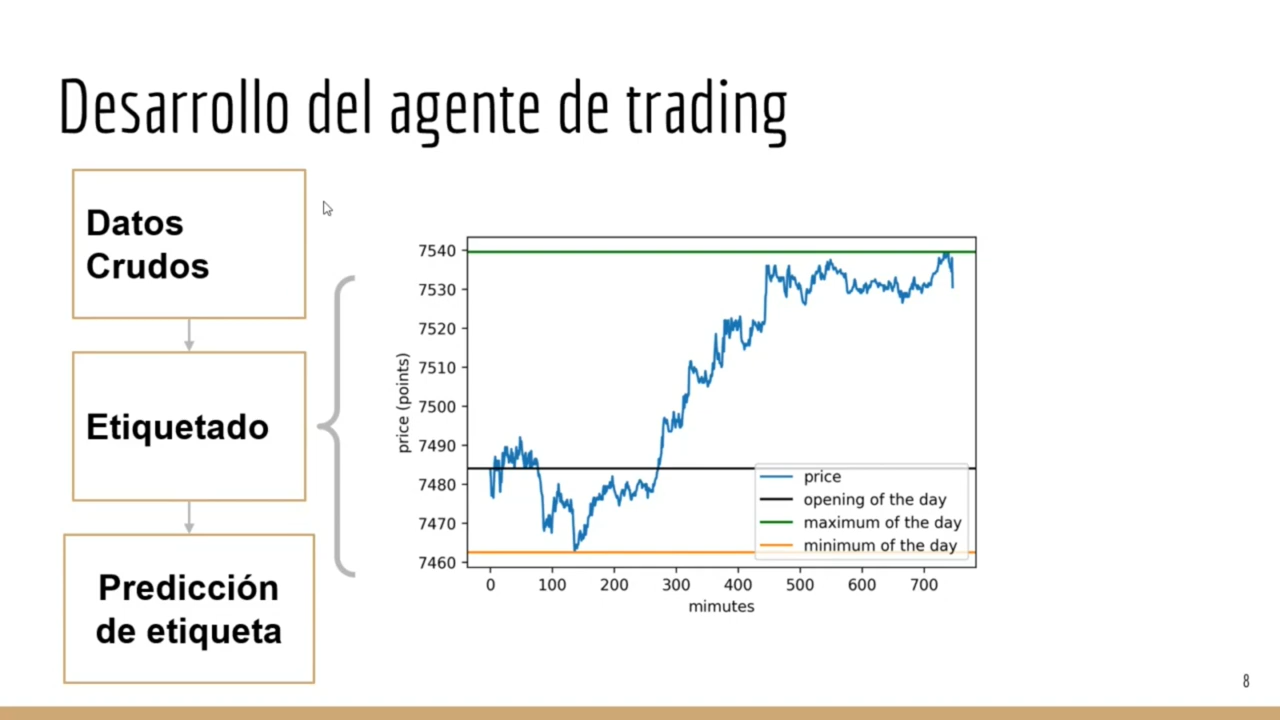 Desarrollo del agente de trading
Datos
Crudos
Etiquetado
Predicción
de etiqueta
7540
7530
7520
7510
7500
7490
7480
7470
7460
price (points)
0 100 200 300 400 500 600 700
mimutes
price
opening of the day
maximum of the day
minimum of the day
8